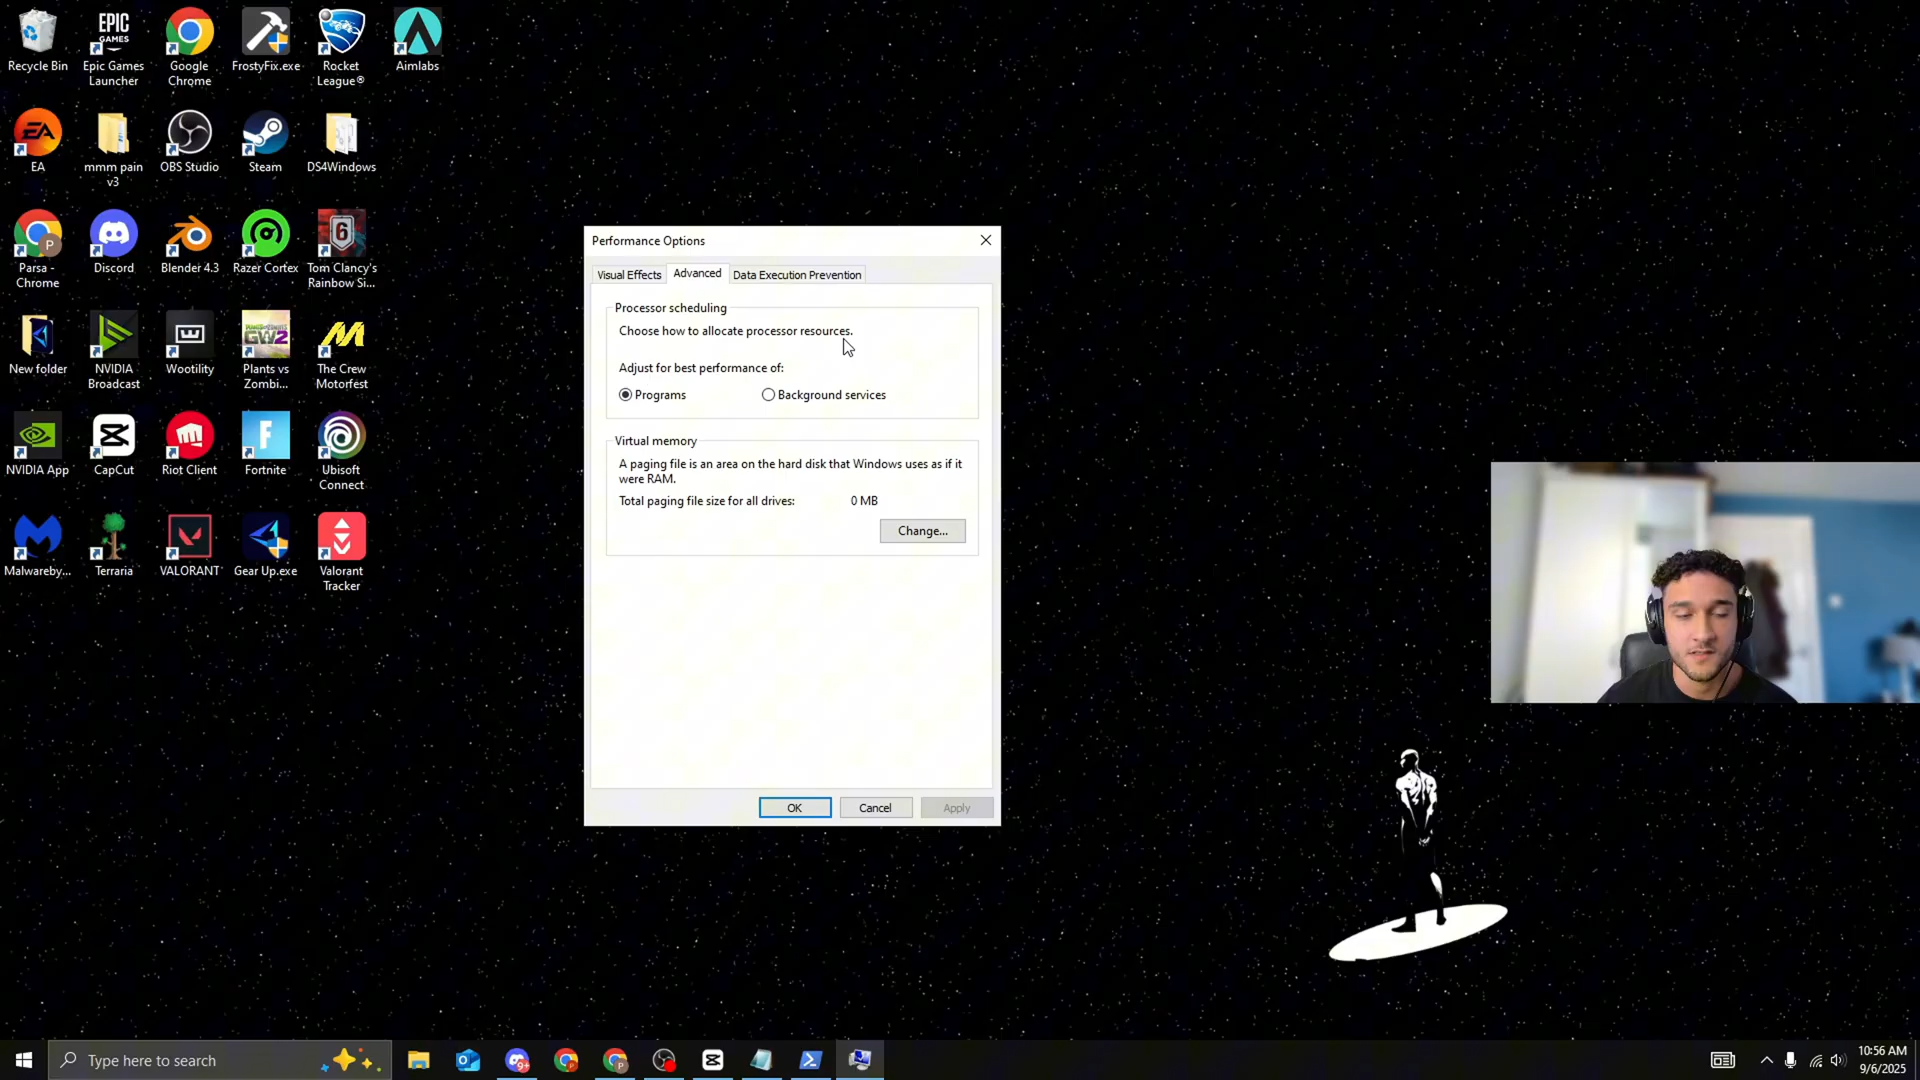 Recycle Bin
EPIC
GAMES
Epic Games
Launcher
Google
Chrome
FrostyFix.exe
Rocket
League®
Aimlabs
EA
EA
mmm pain
v3
OBS Studio
Steam
DS4Windows
P
Parsa -
Chrome
Discord
Blender 4.3
Razer Cortex
6
Tom Clancy's
Rainbow Si...
New folder
NVIDIA
Broadcast
Wootility
GW2
Plants vs
Zombi...
The Crew
Motorfest
NVIDIA App
CapCut
Riot Client
F
Fortnite
Ubisoft
Connect
Malwareby...
Terraria
VALORANT
Gear Up.exe
Valorant
Tracker
Performance Options
Visual Effects
Advanced
Data Execution Prevention
Processor scheduling
Choose how to allocate processor resources.
Adjust for best performance of:
Programs
Background services
Virtual memory
A paging file is an area on the hard disk that Windows uses as if it
were RAM.
Total paging file size for all drives:
0 MB
Change...
OK
Cancel
Apply
Type here to search
9+
10:56 AM
9/6/2025